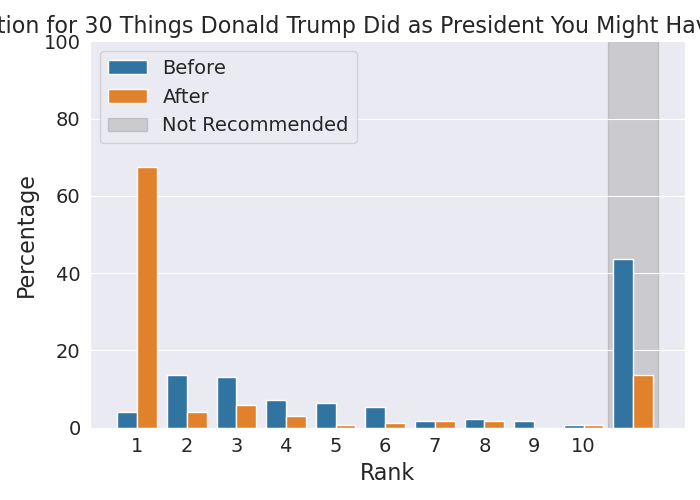 tion for 30 Things Donald Trump Did as President You Might Hav
100
80
60
40
20
0
Percentage
Before
After
Not Recommended
1 2 3 4 5 6 7 8 9 10
Rank